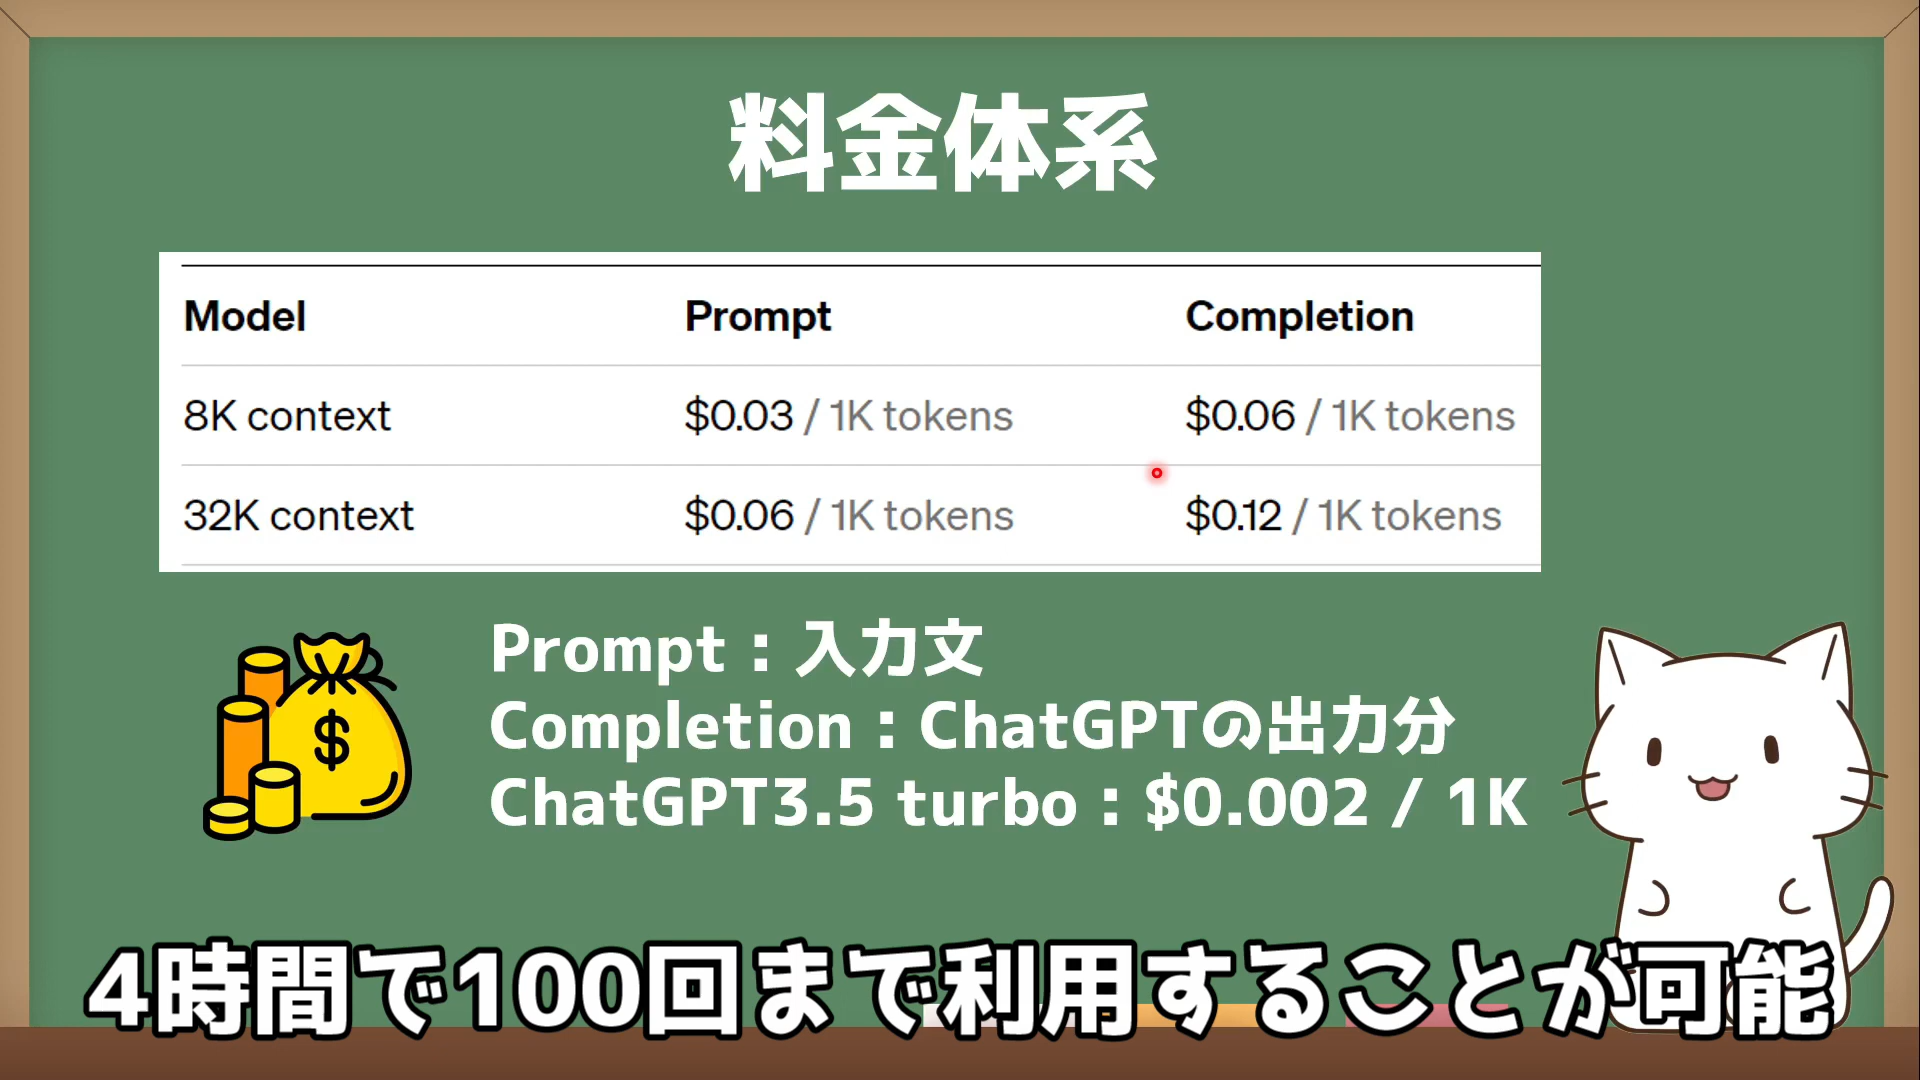 料金体系
Model Prompt Completion
8K context $0.03 / 1K tokens $0.06 / 1K tokens
32K context $0.06 / 1K tokens $0.12 / 1K tokens
$
Prompt：入力文
Completion：ChatGPTの出力分
ChatGPT3.5 turbo：$0.002 / 1K
4時間で100回まで利用することが可能